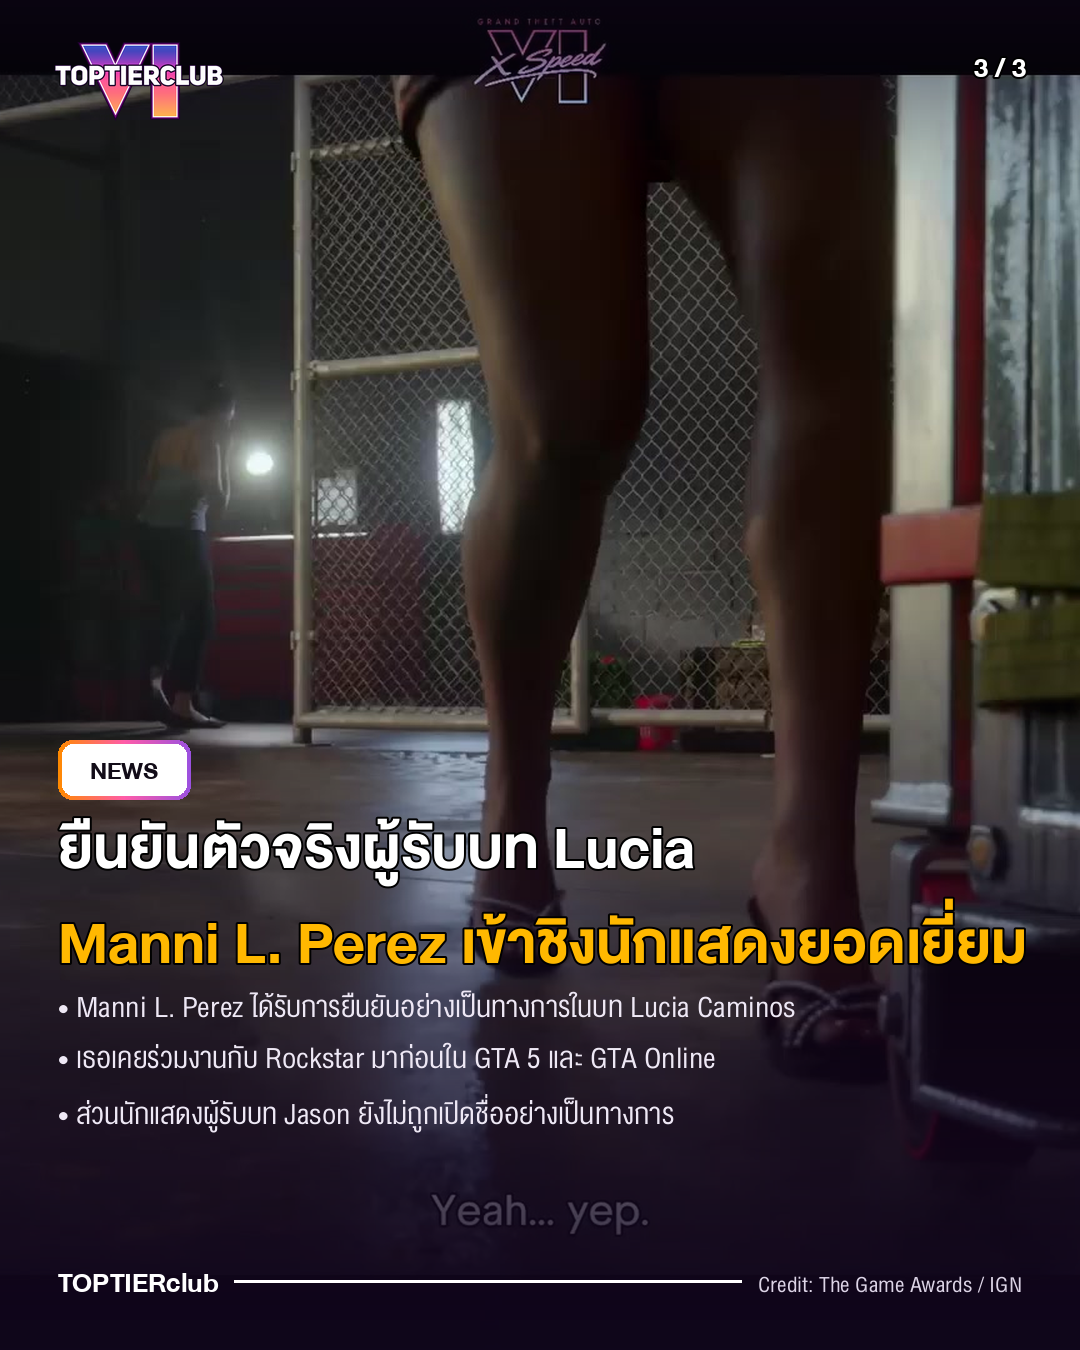 GRAND THEFT AUTO
VI
X Speed
VI
TOPTIERCLUB
3 / 3
NEWS
ยืนยันตัวจริงผู้รับบท Lucia
Manni L. Perez เข้าชิงนักแสดงยอดเยี่ยม
• Manni L. Perez ได้รับการยืนยันอย่างเป็นทางการในบท Lucia Caminos
• เธอเคยร่วมงานกับ Rockstar มาก่อนใน GTA 5 และ GTA Online
• ส่วนนักแสดงผู้รับบท Jason ยังไม่ถูกเปิดชื่ออย่างเป็นทางการ
Yeah... yep.
TOPTIERclub
Credit: The Game Awards / IGN